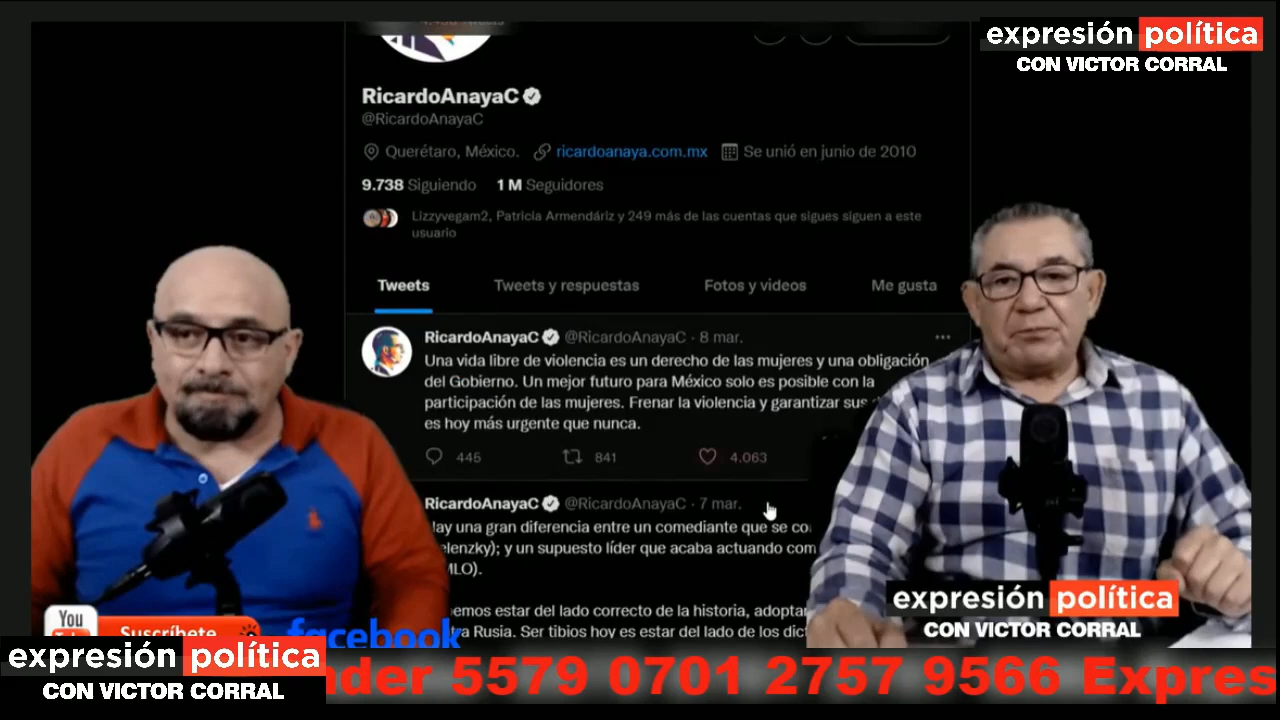 expresión política
CON VICTOR CORRAL
RicardoAnayaC
@RicardoAnayaC
Querétaro, México. ricardoanaya.com.mx Se unió en junio de 2010
9.738 Siguiendo 1 M Seguidores
Lizzyvegam2, Patricia Armendáriz y 249 más de las cuentas que sigues siguen a este
usuario
Tweets Tweets y respuestas Fotos y videos Me gusta
RicardoAnayaC @RicardoAnayaC · 8 mar.
Una vida libre de violencia es un derecho de las mujeres y una obligación
del Gobierno. Un mejor futuro para México solo es posible con la
participación de las mujeres. Frenar la violencia y garantizar sus
es hoy más urgente que nunca.
445 841 4.063
RicardoAnayaC @RicardoAnayaC · 7 mar.
Hay una gran diferencia entre un comediante que se co
elenzky); y un supuesto líder que acaba actuando com
MLO).
emos estar del lado correcto de la historia, adoptar
tra Rusia. Ser tibios hoy es estar del lado de los dict
expresión política
CON VICTOR CORRAL
You
Suscríbete
facebook
expresión política
CON VICTOR CORRAL
nder 5579 0701 2757 9566 Expres